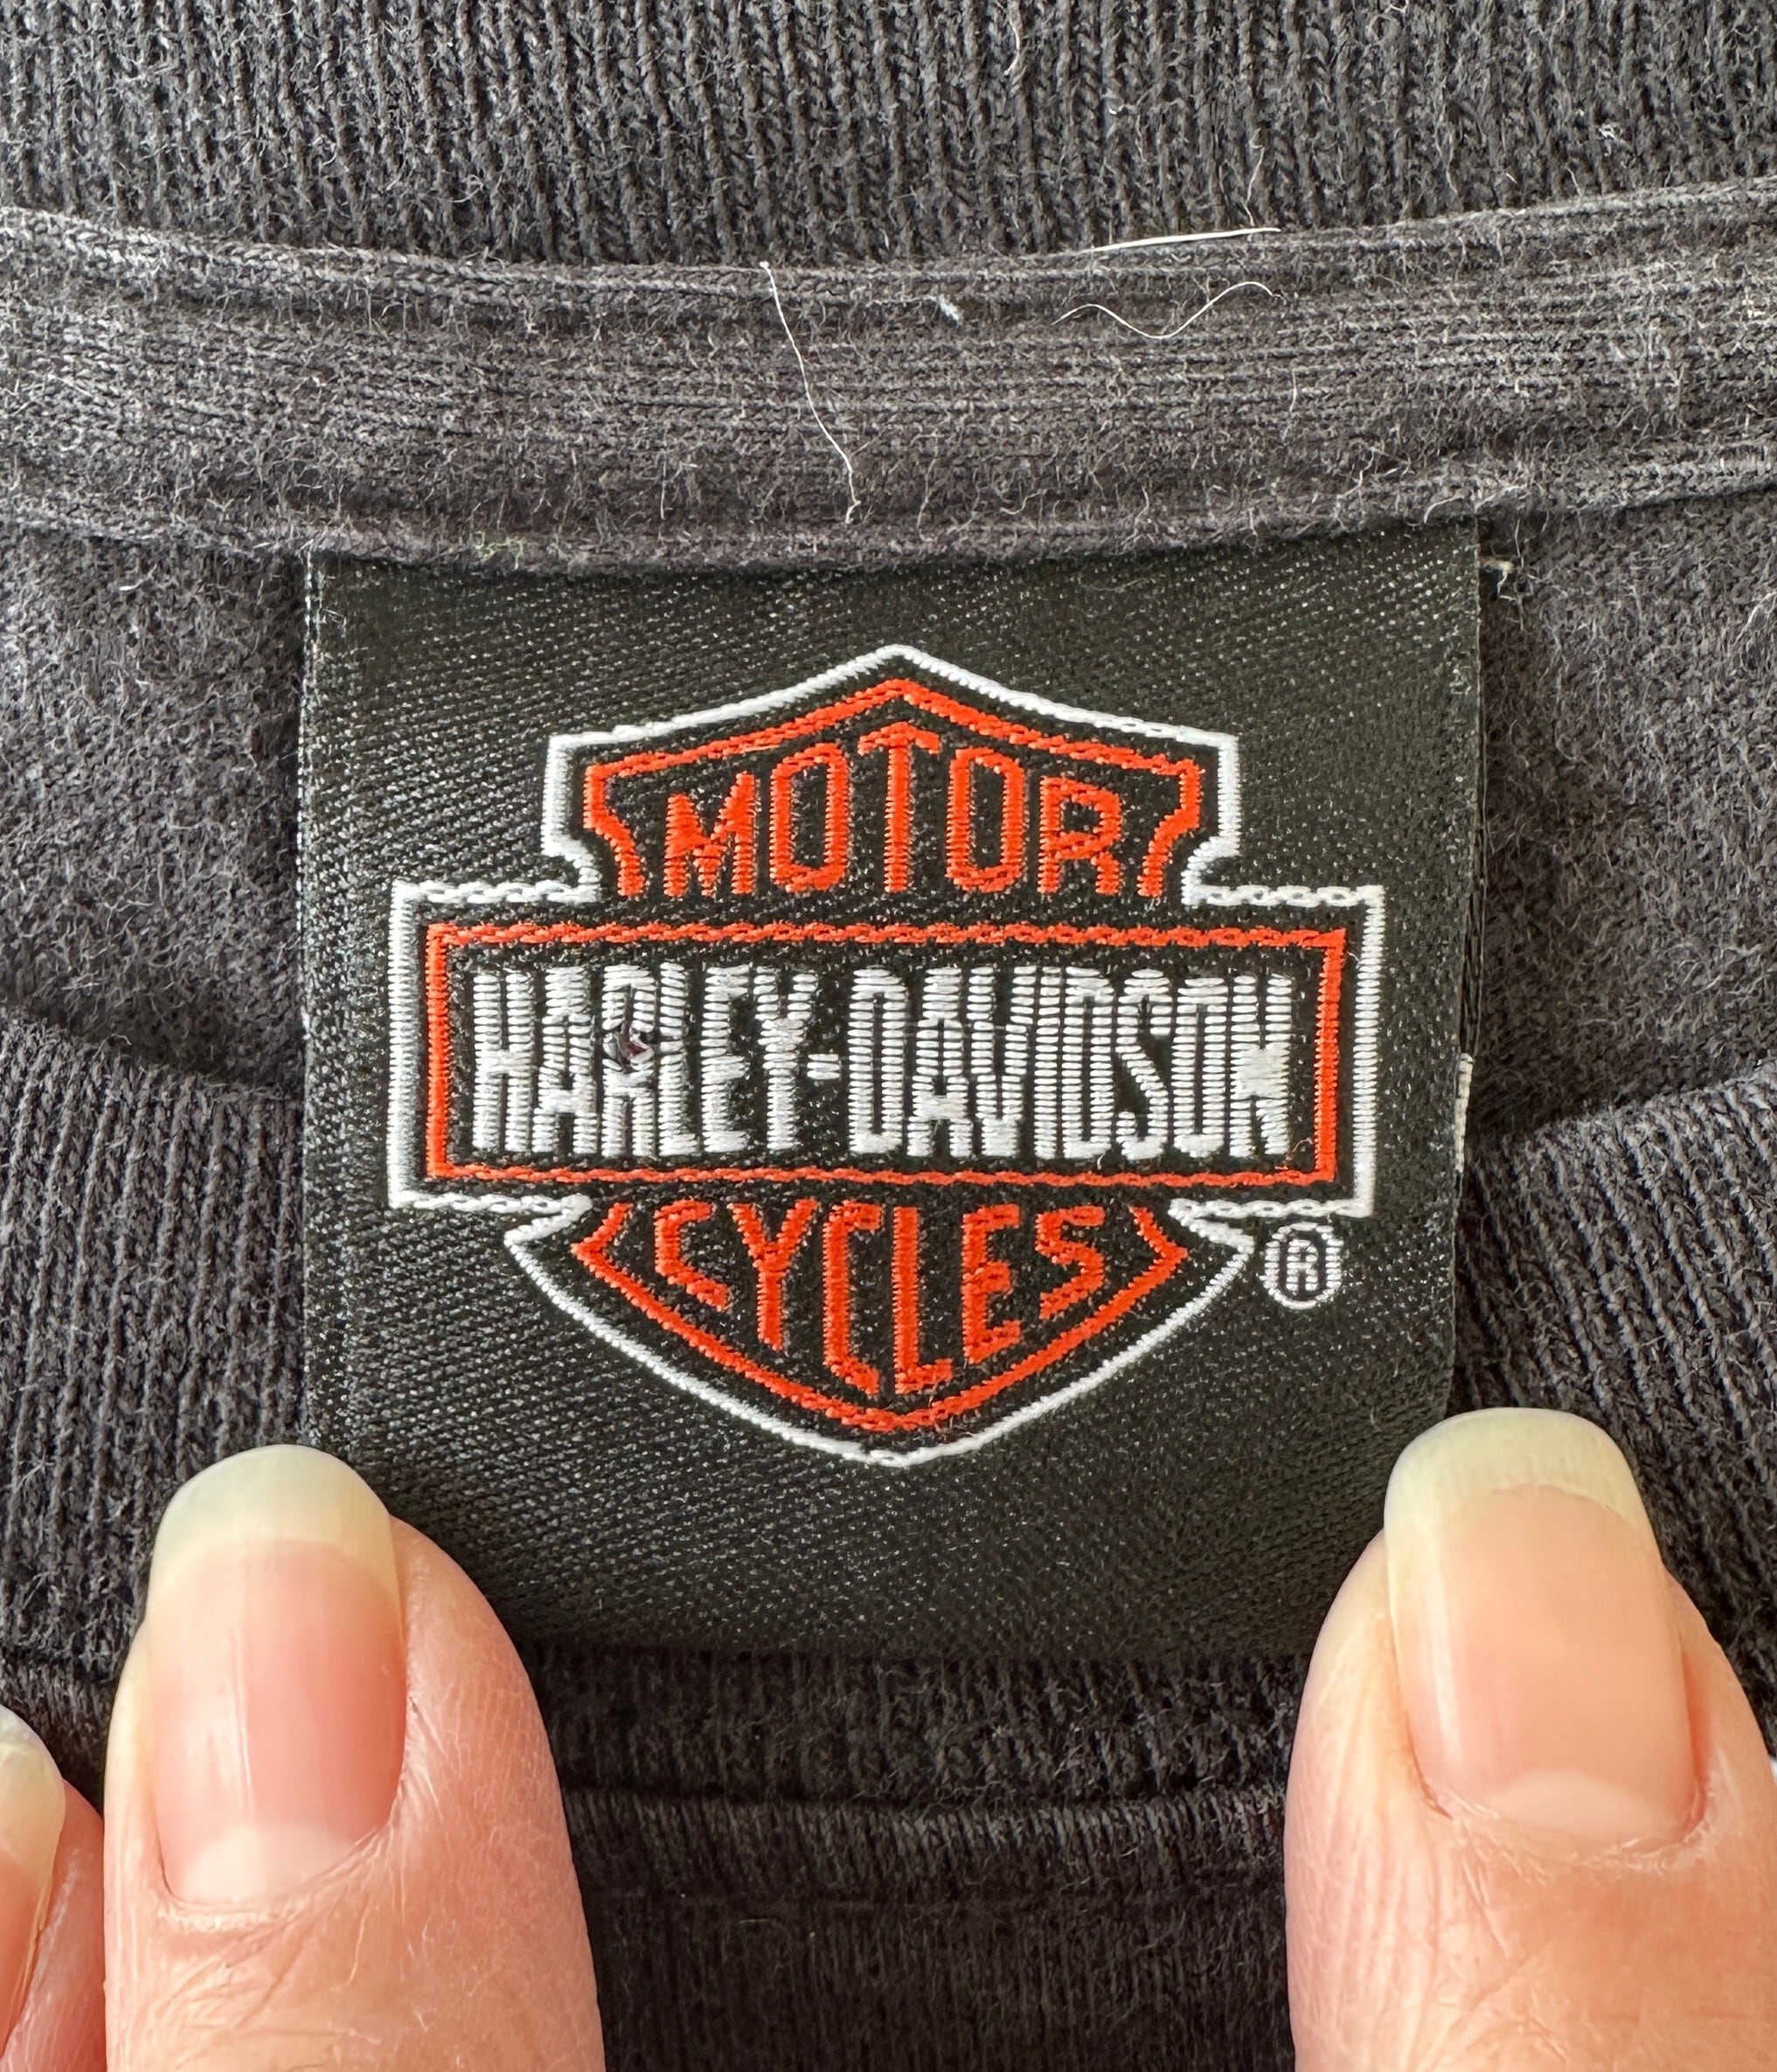 MOTOR
HARLEY-DAVIDSON
CYCLES
®